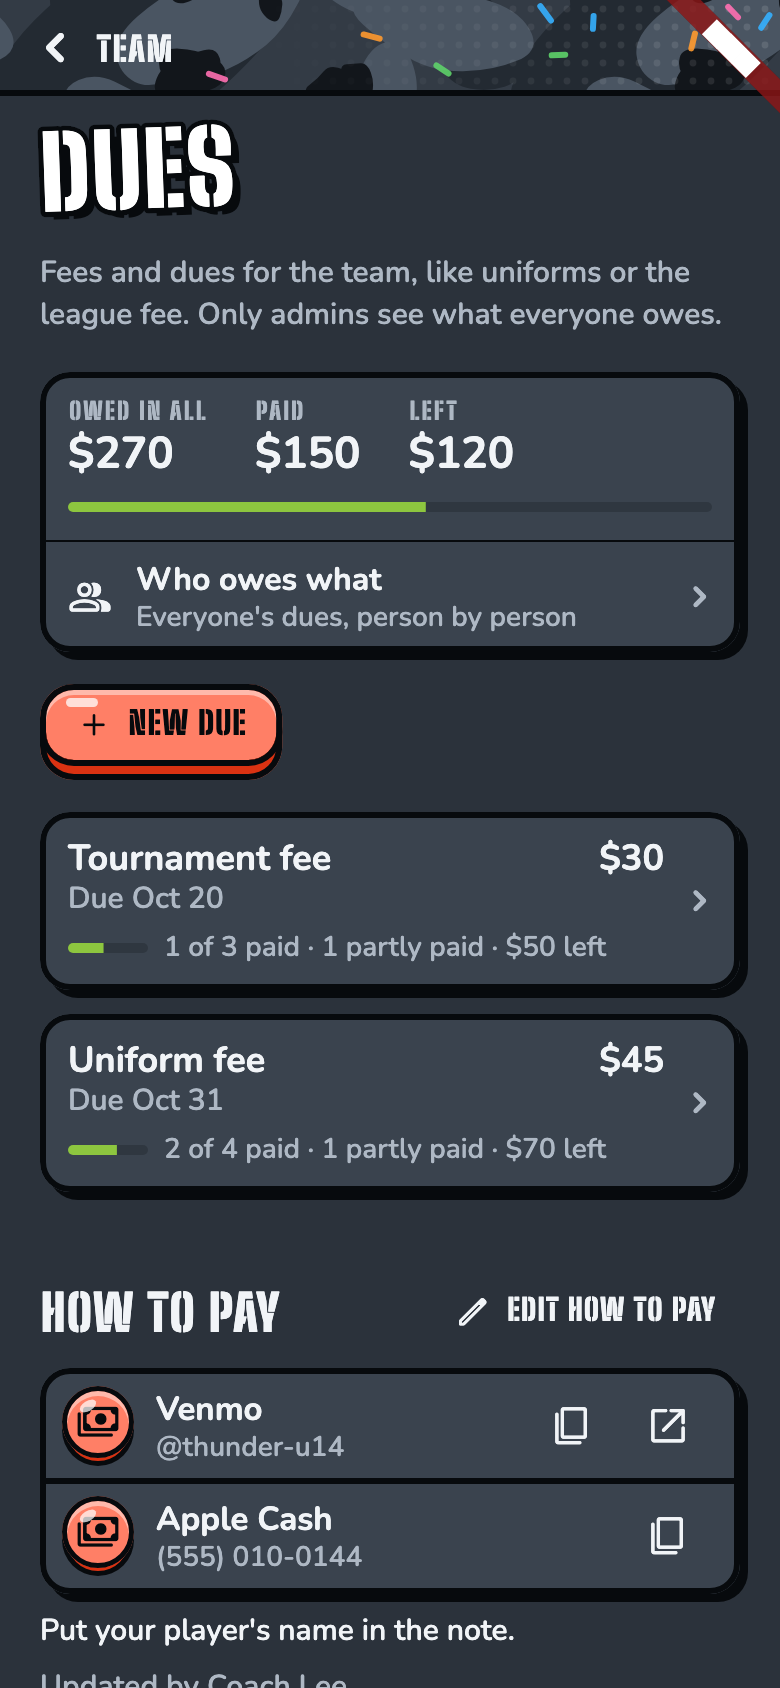 TEAM
DUES
Fees and dues for the team, like uniforms or the
league fee. Only admins see what everyone owes.
OWED IN ALL PAID LEFT
$270 $150 $120
Who owes what
Everyone's dues, person by person
+ NEW DUE
Tournament fee $30
Due Oct 20
1 of 3 paid · 1 partly paid · $50 left
Uniform fee $45
Due Oct 31
2 of 4 paid · 1 partly paid · $70 left
HOW TO PAY EDIT HOW TO PAY
Venmo
@thunder-u14
Apple Cash
(555) 010-0144
Put your player's name in the note.
Updated by Coach Lee